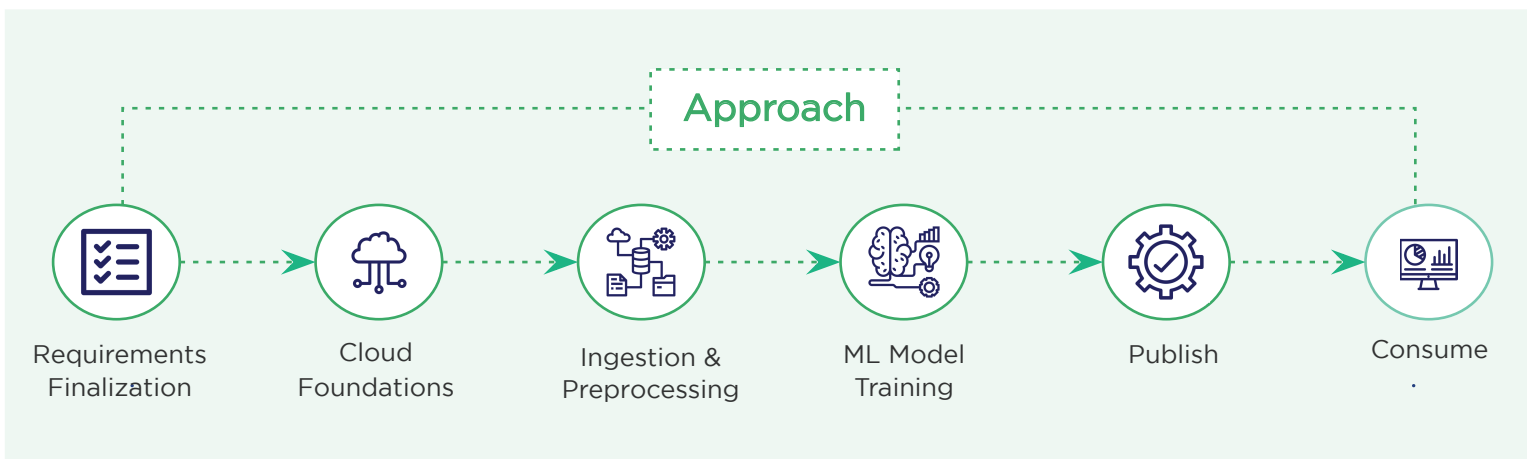 Approach
Requirements
Finalization
Cloud
Foundations
Ingestion &
Preprocessing
ML Model
Training
Publish
Consume